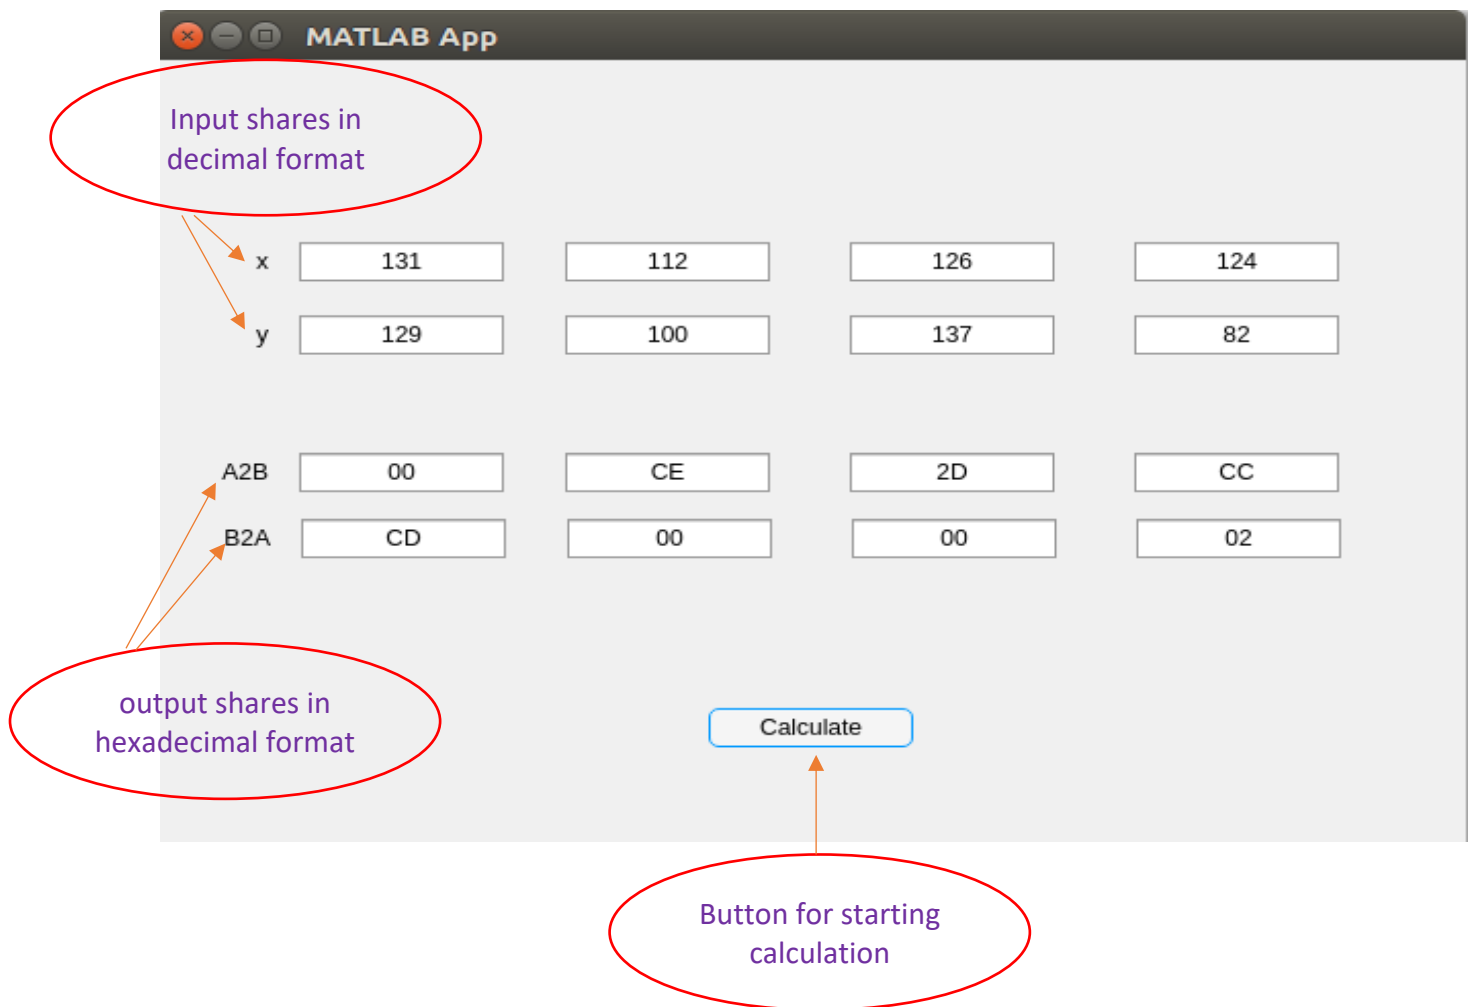 MATLAB App
Input shares in
decimal format
x 131 112 126 124
y 129 100 137 82
A2B 00 CE 2D CC
B2A CD 00 00 02
output shares in
hexadecimal format
Calculate
Button for starting
calculation